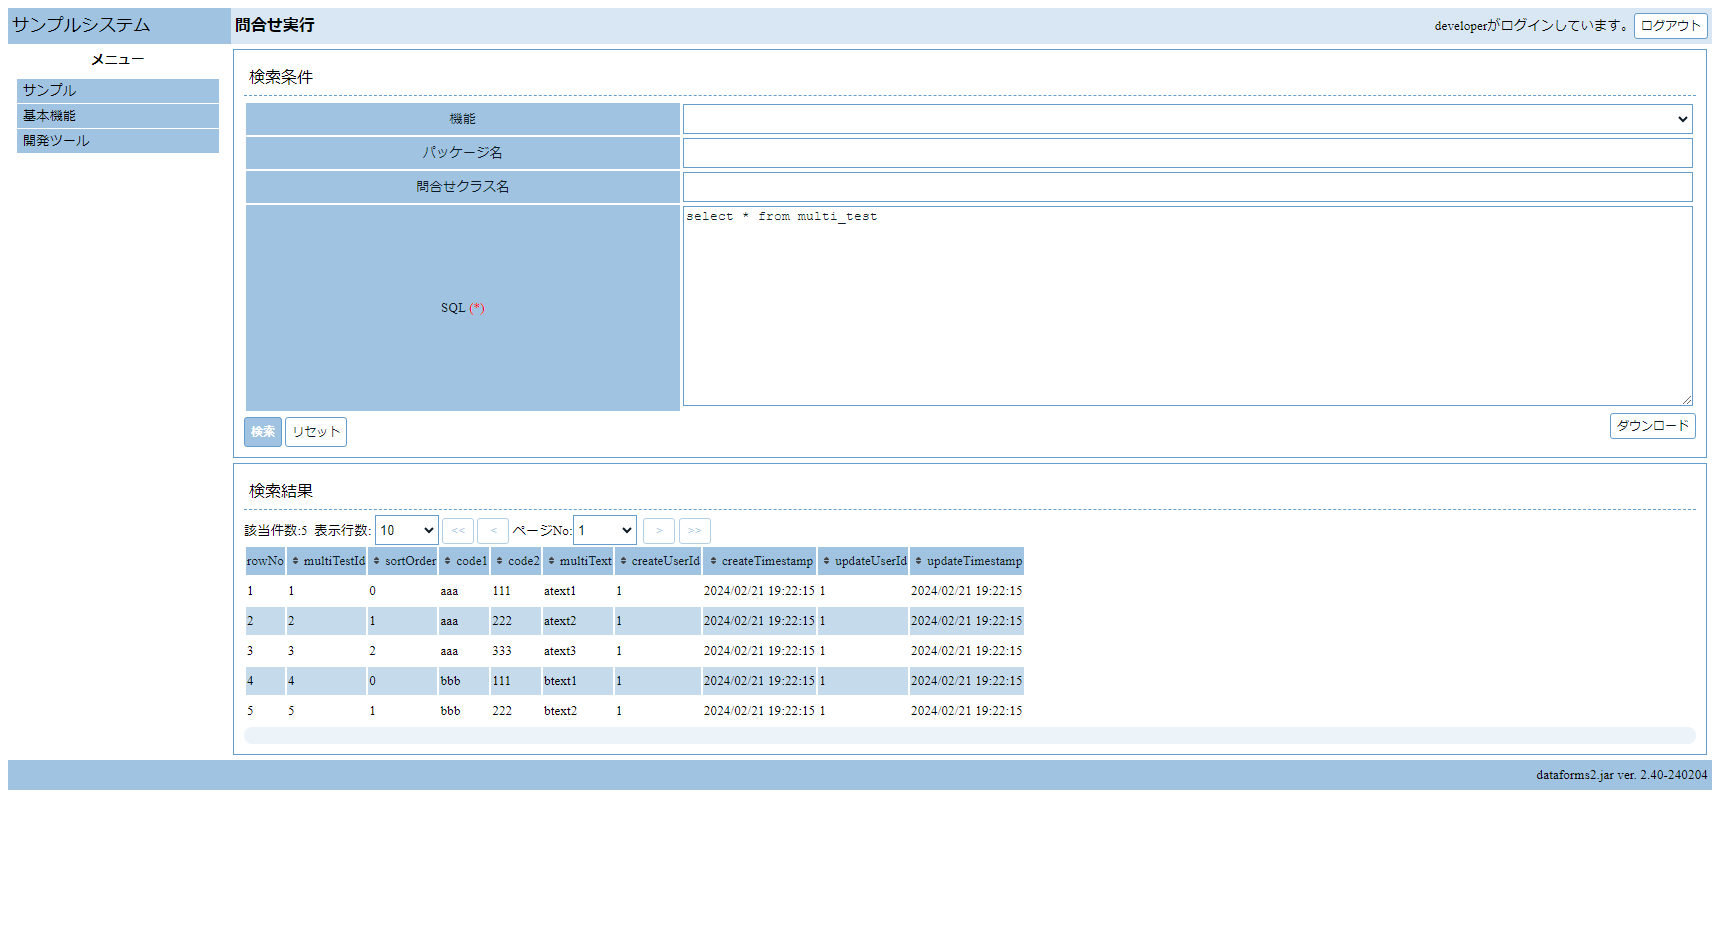 サンプルシステム 問合せ実行 developerがログインしています。 ログアウト
メニュー
サンプル
基本機能
開発ツール
検索条件
機能
パッケージ名
問合せクラス名
SQL (*) select * from multi_test
検索 リセット ダウンロード
検索結果
該当件数:5 表示行数: 10 << < ページNo: 1 > >>
rowNo multiTestId sortOrder code1 code2 multiText createUserId createTimestamp updateUserId updateTimestamp
1 1 0 aaa 111 atext1 1 2024/02/21 19:22:15 1 2024/02/21 19:22:15
2 2 1 aaa 222 atext2 1 2024/02/21 19:22:15 1 2024/02/21 19:22:15
3 3 2 aaa 333 atext3 1 2024/02/21 19:22:15 1 2024/02/21 19:22:15
4 4 0 bbb 111 btext1 1 2024/02/21 19:22:15 1 2024/02/21 19:22:15
5 5 1 bbb 222 btext2 1 2024/02/21 19:22:15 1 2024/02/21 19:22:15
dataforms2.jar ver. 2.40-240204